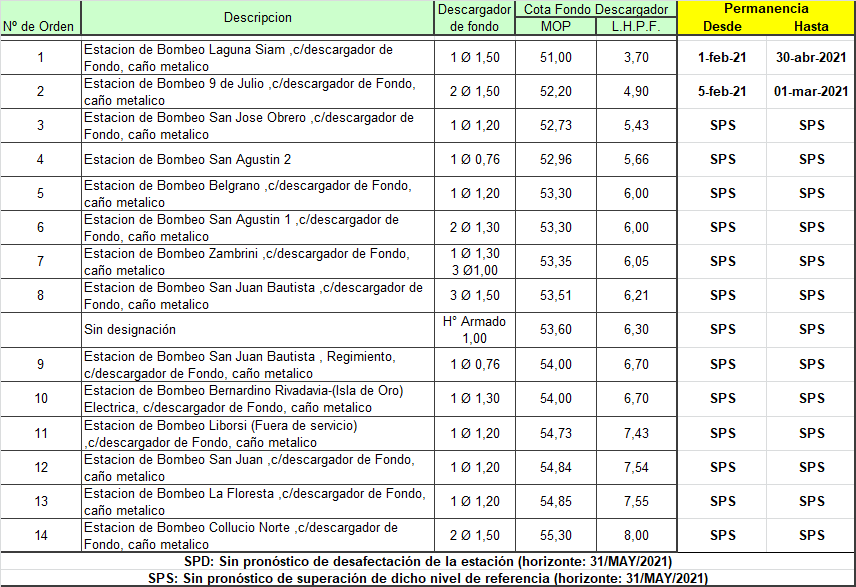 Nº de Orden Descripcion Descargador de fondo Cota Fondo Descargador Permanencia
MOP L.H.P.F. Desde Hasta
1 Estacion de Bombeo Laguna Siam ,c/descargador de 1 Ø 1,50 51,00 3,70 1-feb-21 30-abr-2021
Fondo, caño metalico
2 Estacion de Bombeo 9 de Julio ,c/descargador de Fondo, 2 Ø 1,50 52,20 4,90 5-feb-21 01-mar-2021
caño metalico
3 Estacion de Bombeo San Jose Obrero ,c/descargador de 1 Ø 1,20 52,73 5,43 SPS SPS
Fondo, caño metalico
4 Estacion de Bombeo San Agustin 2 1 Ø 0,76 52,96 5,66 SPS SPS
5 Estacion de Bombeo Belgrano ,c/descargador de Fondo, 1 Ø 1,20 53,30 6,00 SPS SPS
caño metalico
6 Estacion de Bombeo San Agustin 1 ,c/descargador de 2 Ø 1,30 53,30 6,00 SPS SPS
Fondo, caño metalico
7 Estacion de Bombeo Zambrini ,c/descargador de Fondo, 1 Ø 1,30 53,35 6,05 SPS SPS
caño metalico 3 Ø1,00
8 Estacion de Bombeo San Juan Bautista ,c/descargador de 3 Ø 1,50 53,51 6,21 SPS SPS
Fondo, caño metalico
Sin designación H° Armado 53,60 6,30 SPS SPS
1,00
9 Estacion de Bombeo San Juan Bautista , Regimiento, 1 Ø 0,76 54,00 6,70 SPS SPS
c/descargador de Fondo, caño metalico
10 Estacion de Bombeo Bernardino Rivadavia-(Isla de Oro) 1 Ø 1,30 54,00 6,70 SPS SPS
Electrica, c/descargador de Fondo, caño metalico
11 Estacion de Bombeo Liborsi (Fuera de servicio) 1 Ø 1,20 54,73 7,43 SPS SPS
,c/descargador de Fondo, caño metalico
12 Estacion de Bombeo San Juan ,c/descargador de Fondo, 1 Ø 1,20 54,84 7,54 SPS SPS
caño metalico
13 Estacion de Bombeo La Floresta ,c/descargador de Fondo, 1 Ø 1,20 54,85 7,55 SPS SPS
caño metalico
14 Estacion de Bombeo Collucio Norte ,c/descargador de 2 Ø 1,50 55,30 8,00 SPS SPS
Fondo, caño metalico
SPD: Sin pronóstico de desafectación de la estación (horizonte: 31/MAY/2021)
SPS: Sin pronóstico de superación de dicho nivel de referencia (horizonte: 31/MAY/2021)